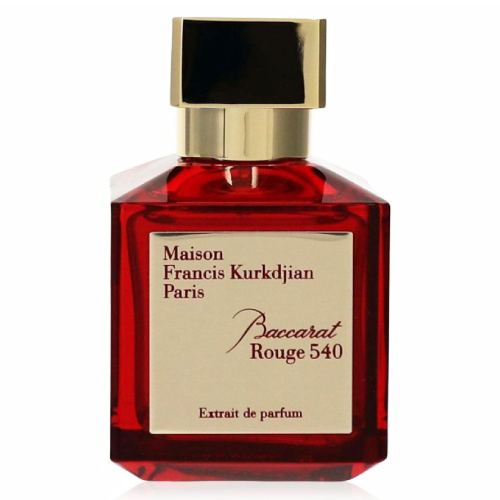 Maison
Francis Kurkdjian
Paris
Baccarat
Rouge 540
Extrait de parfum